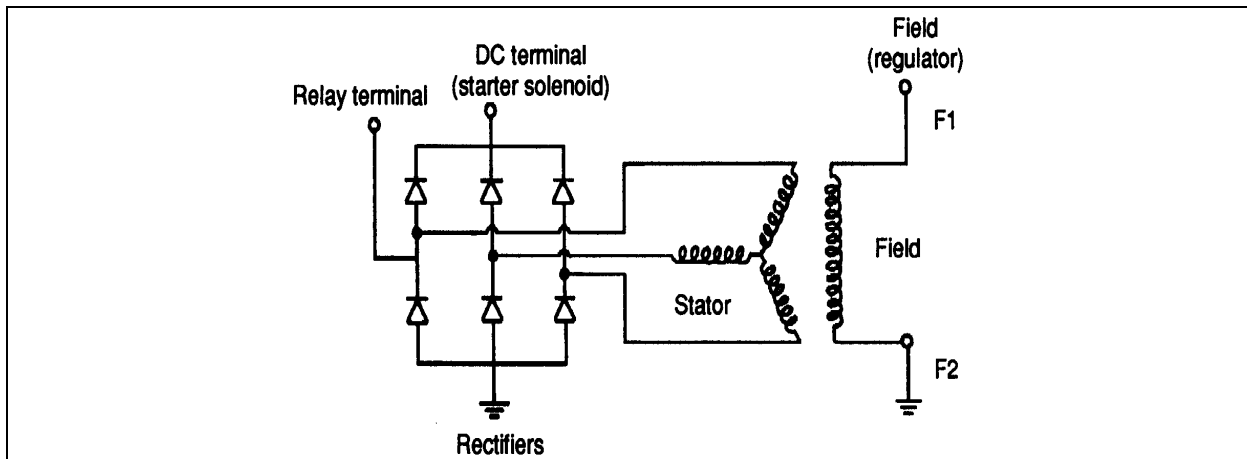 Field
(regulator)
DC terminal
(starter solenoid)
Relay terminal
F1
Field
Stator
F2
Rectifiers